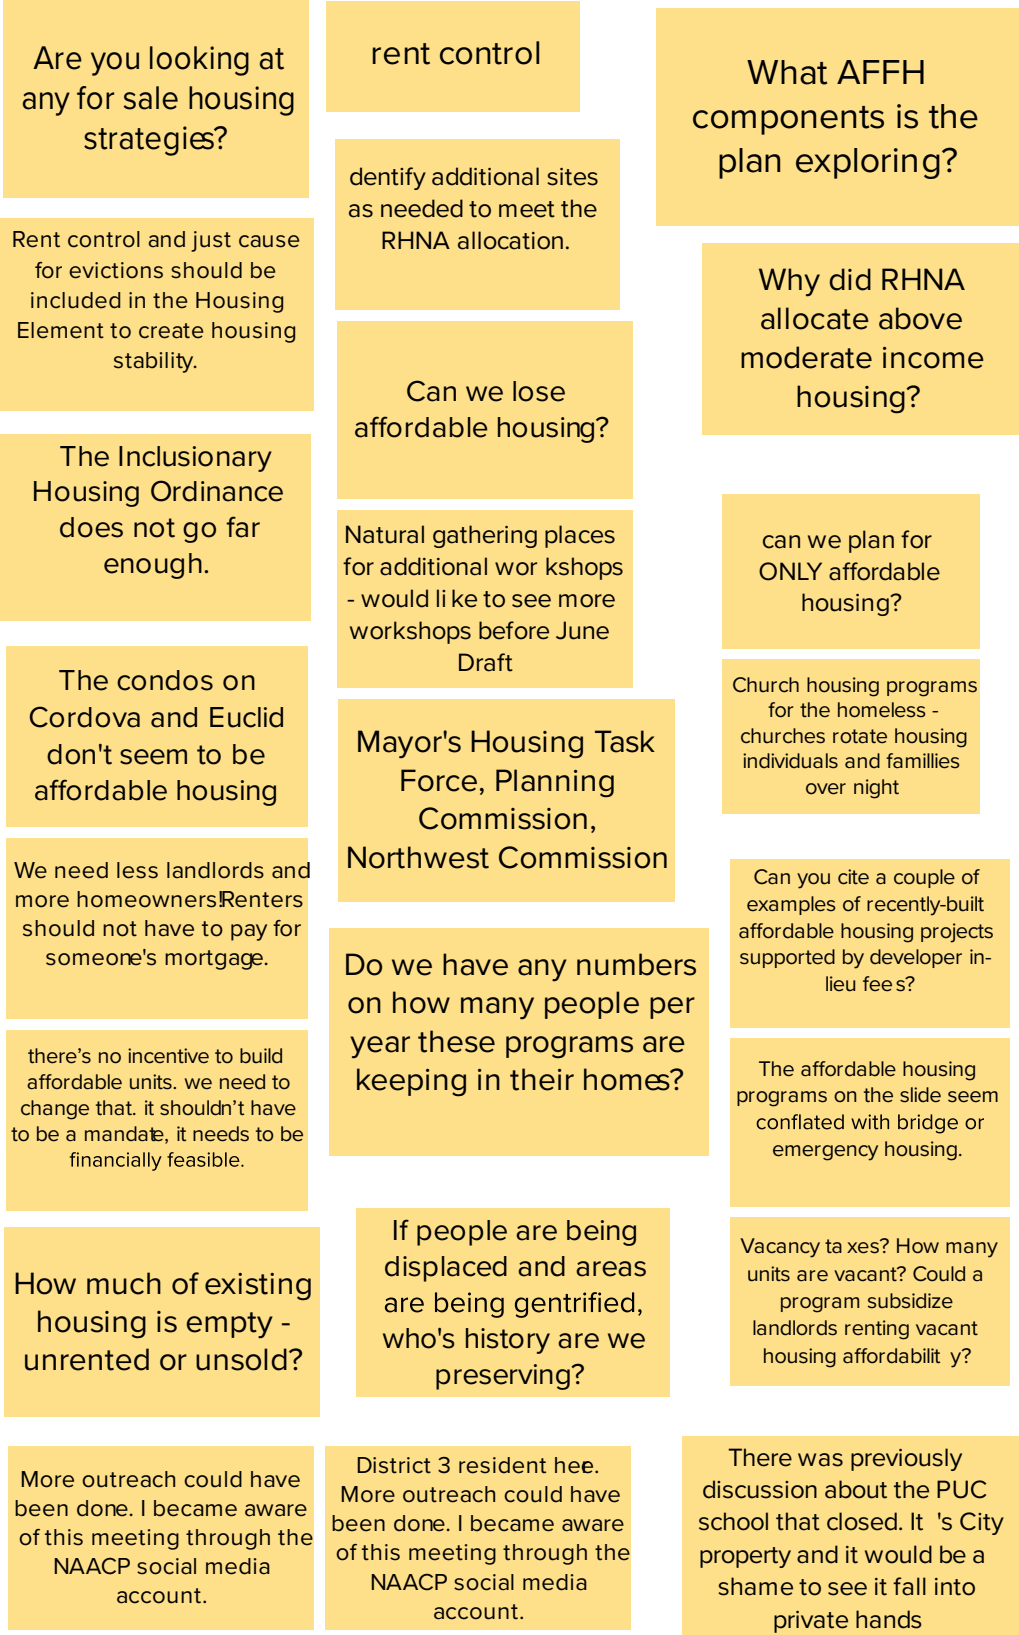 Are you looking at
any for sale housing
strategies?
Rent control and just cause
for evictions should be
included in the Housing
Element to create housing
stability.
The Inclusionary
Housing Ordinance
does not go far
enough.
The condos on
Cordova and Euclid
don't seem to be
affordable housing
We need less landlords and
more homeowners!Renters
should not have to pay for
someone's mortgage.
there's no incentive to build
affordable units. we need to
change that. it shouldn't have
to be a mandate, it needs to be
financially feasible.
How much of existing
housing is empty -
unrented or unsold?
More outreach could have
been done. I became aware
of this meeting through the
NAACP social media
account.
rent control
dentify additional sites
as needed to meet the
RHNA allocation.
Can we lose
affordable housing?
Natural gathering places
for additional workshops
- would like to see more
workshops before June
Draft
Mayor's Housing Task
Force, Planning
Commission,
Northwest Commission
Do we have any numbers
on how many people per
year these programs are
keeping in their homes?
If people are being
displaced and areas
are being gentrified,
who's history are we
preserving?
District 3 resident here.
More outreach could have
been done. I became aware
of this meeting through the
NAACP social media
account.
What AFFH
components is the
plan exploring?
Why did RHNA
allocate above
moderate income
housing?
can we plan for
ONLY affordable
housing?
Church housing programs
for the homeless -
churches rotate housing
individuals and famillies
over night
Can you cite a couple of
examples of recently-built
affordable housing projects
supported by developer in-
lieu fees?
The affordable housing
programs on the slide seem
conflated with bridge or
emergency housing.
Vacancy taxes? How many
units are vacant? Could a
program subsidize
landlords renting vacant
housing affordability?
There was previously
discussion about the PUC
school that closed. It 's City
property and it would be a
shame to see it fall into
private hands